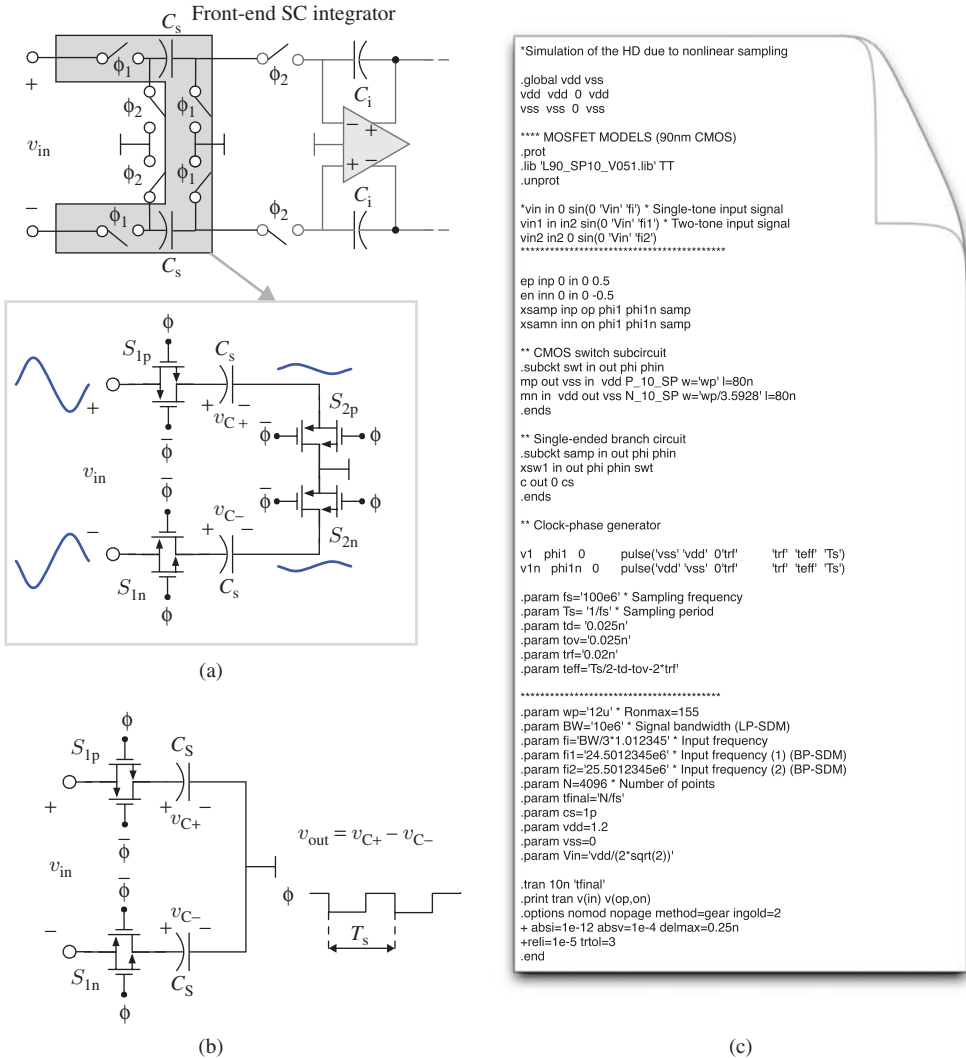 Front-end SC integrator
Cs
ϕ1
ϕ2
Ci
+
ϕ2
ϕ1
− +
vin
ϕ2
ϕ1
+ −
−
ϕ1
ϕ2
Ci
Cs
ϕ
S1p
Cs
+
+ −
vC+
S2p
ϕ̄
ϕ̄
ϕ
vin
ϕ̄
ϕ̄
ϕ
−
vC−
+ −
S2n
S1n
Cs
ϕ
(a)
ϕ
S1p
CS
+
+ −
vC+
ϕ̄
vout = vC+ − vC−
vin
ϕ̄
ϕ
vC−
−
+ −
Ts
S1n
CS
ϕ
(b)
*Simulation of the HD due to nonlinear sampling
.global vdd vss
vdd vdd 0 vdd
vss vss 0 vss
**** MOSFET MODELS (90nm CMOS)
.prot
.lib 'L90_SP10_V051.lib' TT
.unprot
*vin in 0 sin(0 'Vin' 'fi') * Single-tone input signal
vin1 in in2 sin(0 'Vin' 'fi1') * Two-tone input signal
vin2 in2 0 sin(0 'Vin' 'fi2')
******************************************
ep inp 0 in 0 0.5
en inn 0 in 0 -0.5
xsamp inp op phi1 phi1n samp
xsamn inn on phi1 phi1n samp
** CMOS switch subcircuit
.subckt swt in out phi phin
mp out vss in vdd P_10_SP w='wp' l=80n
mn in vdd out vss N_10_SP w='wp/3.5928' l=80n
.ends
** Single-ended branch circuit
.subckt samp in out phi phin
xsw1 in out phi phin swt
c out 0 cs
.ends
** Clock-phase generator
v1 phi1 0 pulse('vss' 'vdd' 0'trf' 'trf' 'teff' 'Ts')
v1n phi1n 0 pulse('vdd' 'vss' 0'trf' 'trf' 'teff' 'Ts')
.param fs='100e6' * Sampling frequency
.param Ts= '1/fs' * Sampling period
.param td= '0.025n'
.param tov='0.025n'
.param trf='0.02n'
.param teff='Ts/2-td-tov-2*trf'
*****************************************
.param wp='12u' * Ronmax=155
.param BW='10e6' * Signal bandwidth (LP-SDM)
.param fi='BW/3*1.012345' * Input frequency
.param fi1='24.5012345e6' * Input frequency (1) (BP-SDM)
.param fi2='25.5012345e6' * Input frequency (2) (BP-SDM)
.param N=4096 * Number of points
.param tfinal='N/fs'
.param cs=1p
.param vdd=1.2
.param vss=0
.param Vin='vdd/(2*sqrt(2))'
.tran 10n 'tfinal'
.print tran v(in) v(op,on)
.options nomod nopage method=gear ingold=2
+ absi=1e-12 absv=1e-4 delmax=0.25n
+reli=1e-5 trtol=3
.end
(c)